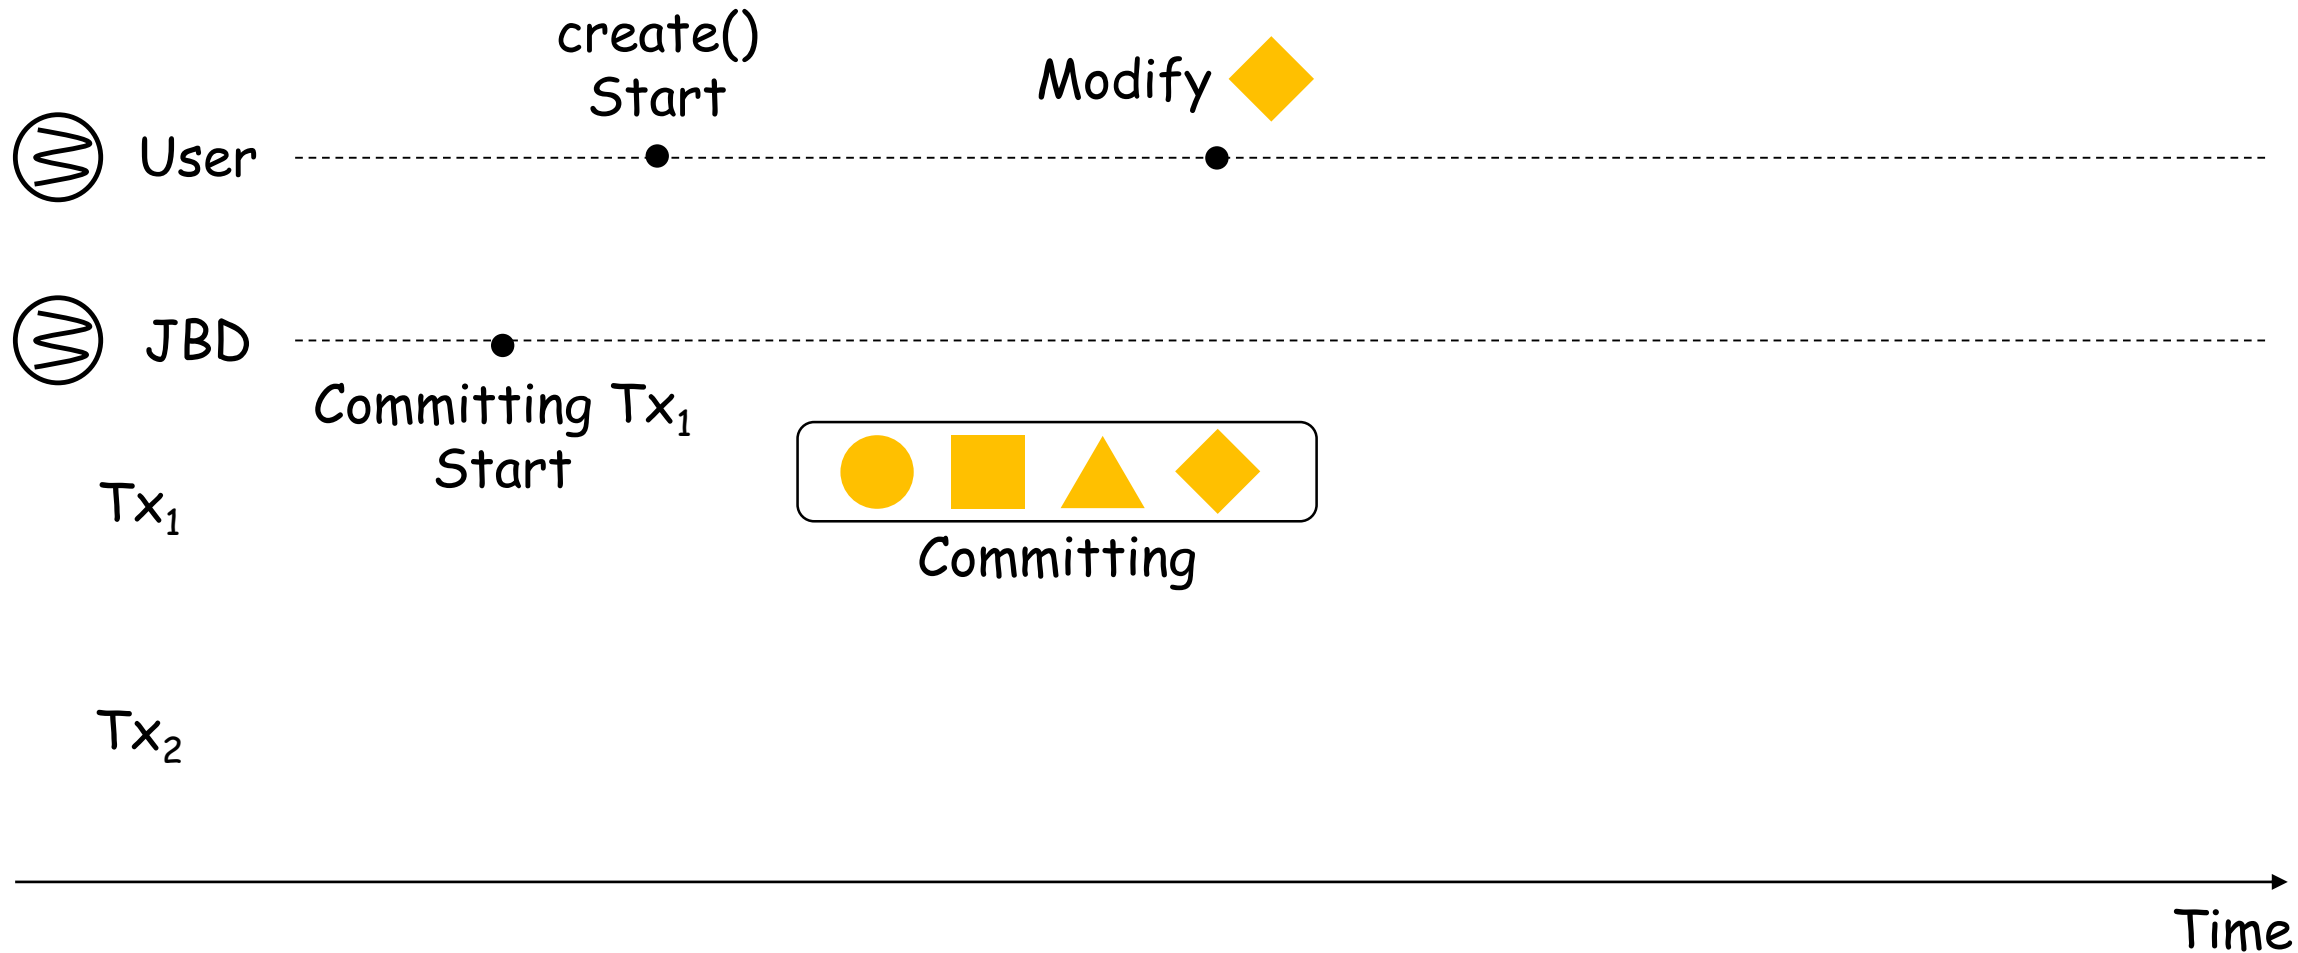 create()
Start
Modify
User
JBD
Committing Tx₁
Start
Tx₁
Committing
Tx₂
Time